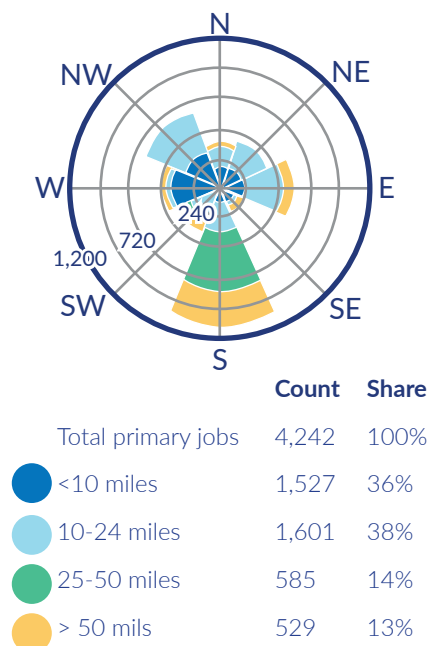 N
NW
NE
W
E
240
720
1,200
SW
SE
S
Count Share
Total primary jobs 4,242 100%
<10 miles 1,527 36%
10-24 miles 1,601 38%
25-50 miles 585 14%
> 50 mils 529 13%